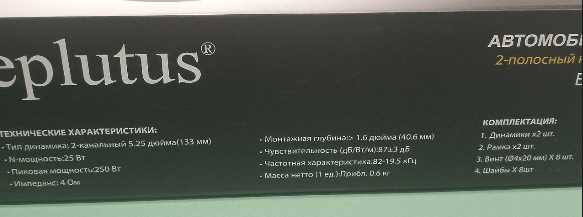 eplutus®
АВТОМОБИ
2-полосный
ТЕХНИЧЕСКИЕ ХАРАКТЕРИСТИКИ:
- Тип динамика: 2-канальный 5.25 дюйма(133 мм)
- N-мощность:25 Вт
- Пиковая мощность:250 Вт
- Импеданс: 4 Ом
- Монтажная глубина:> 1.6 дюйма (40.6 мм)
- Чувствительность (дБ/Вт/м):87±3 дБ
- Частотная характеристика:82-19.5 кГц
- Масса нетто (1 ед.):Прибл. 0.6 кг
КОМПЛЕКТАЦИЯ:
1. Динамики x2 шт.
2. Рамка x2 шт.
3. Винт (Ø4x20 мм) X 8 шт.
4. Шайбы X 8шт